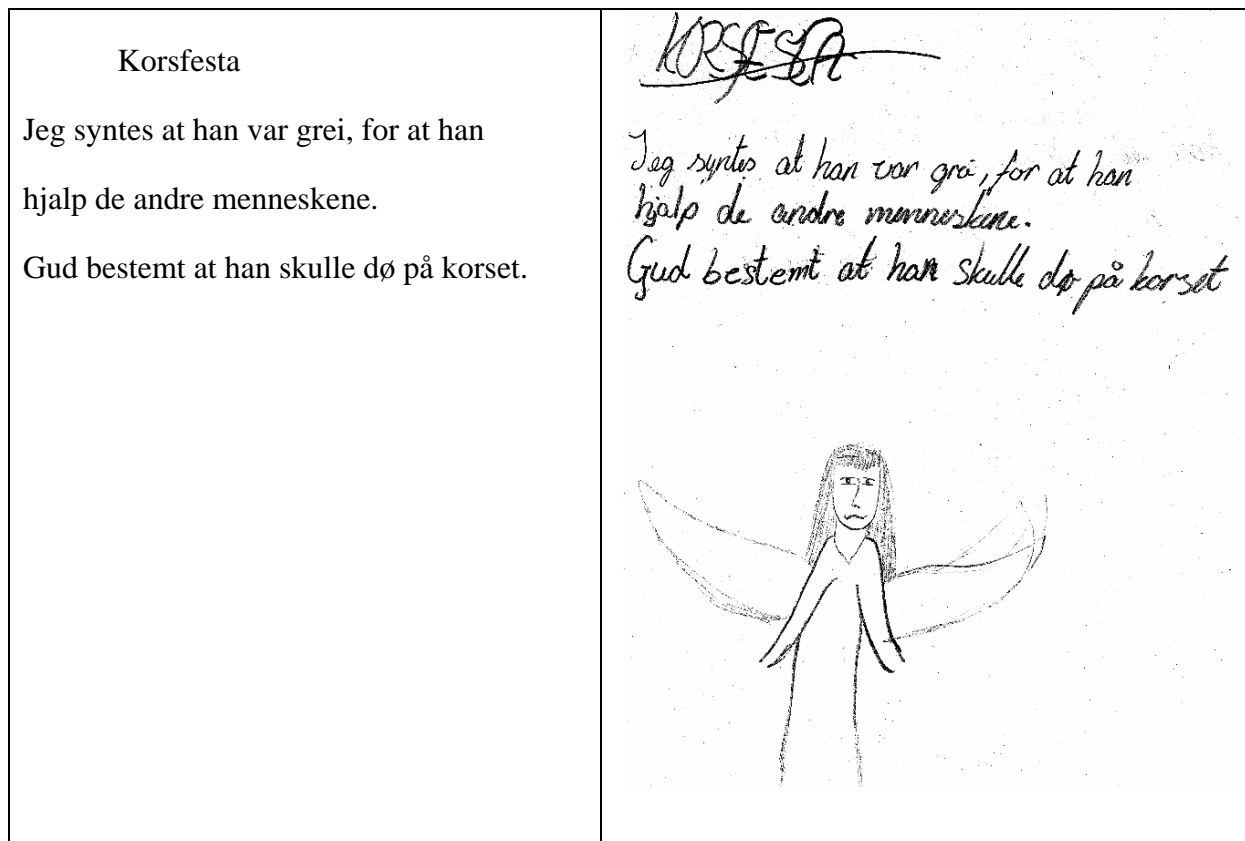 Korsfesta
Jeg syntes at han var grei, for at han
hjalp de andre menneskene.
Gud bestemt at han skulle dø på korset.
KORSFESTA
Jeg syntes at han var grei, for at han
hjalp de andre menneskene.
Gud bestemt at han skulle dø på korset